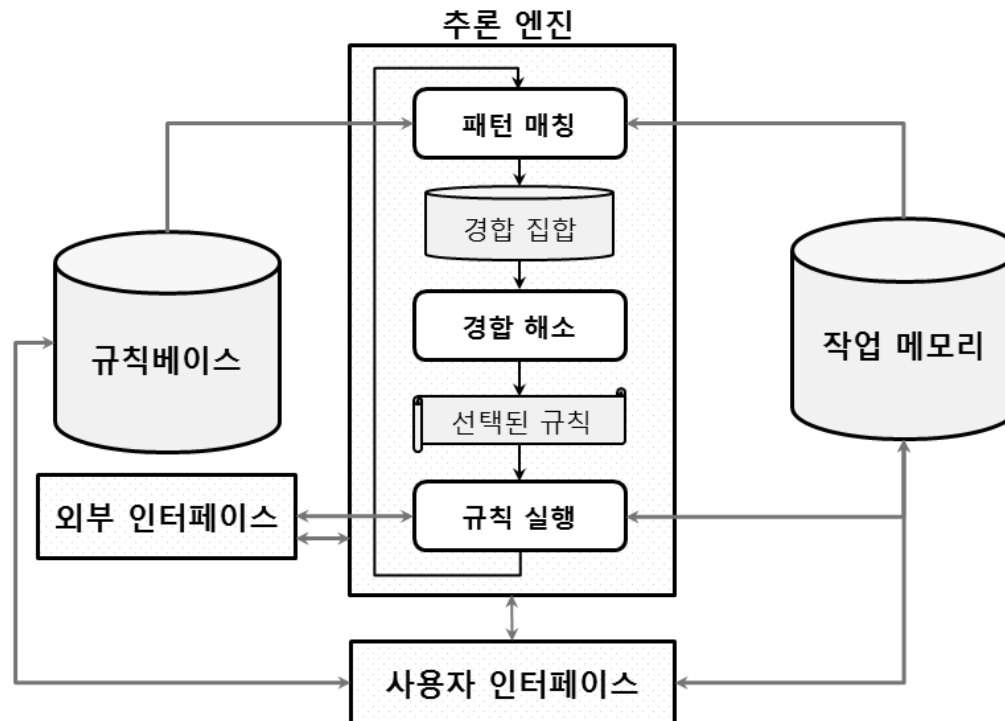 추론 엔진
패턴 매칭
경합 집합
경합 해소
선택된 규칙
규칙 실행
규칙베이스
작업 메모리
외부 인터페이스
사용자 인터페이스